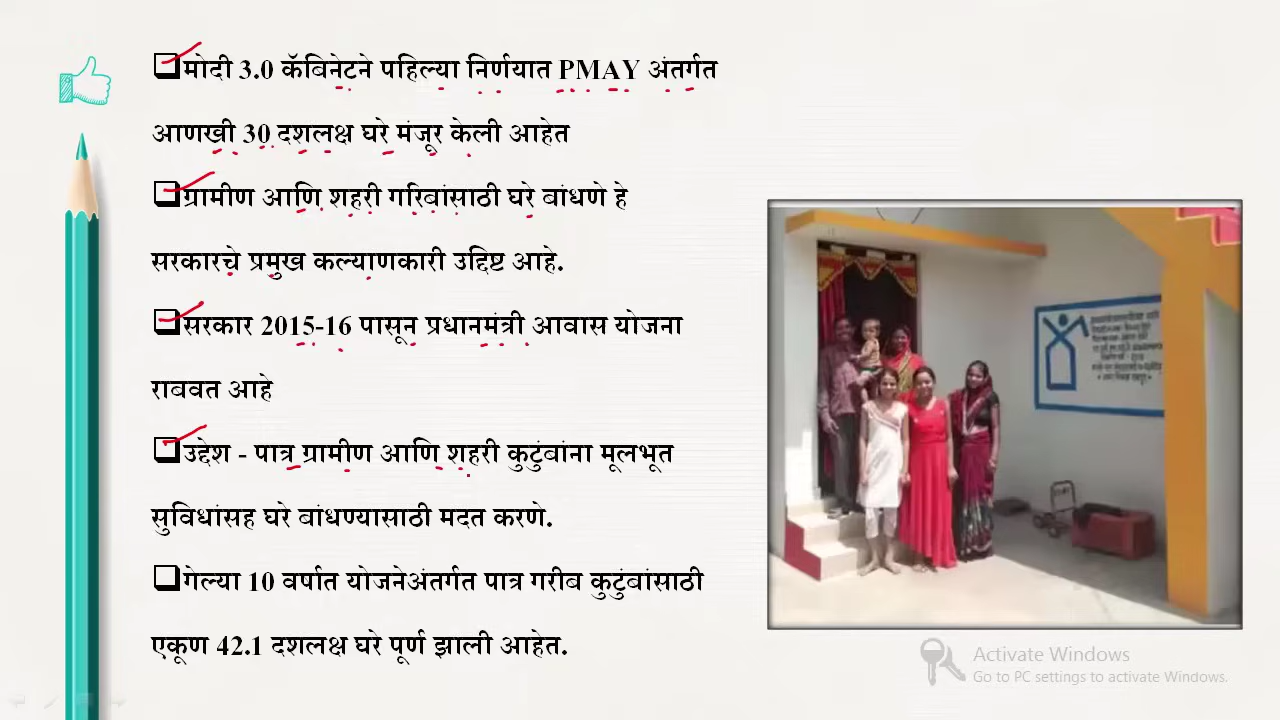 मोदी 3.0 कॅबिनेटने पहिल्या निर्णयात PMAY अंतर्गत
आणखी 30 दशलक्ष घरे मंजूर केली आहेत
ग्रामीण आणि शहरी गरिबांसाठी घरे बांधणे हे
सरकारचे प्रमुख कल्याणकारी उद्दिष्ट आहे.
सरकार 2015-16 पासून प्रधानमंत्री आवास योजना
राबवत आहे
उद्देश - पात्र ग्रामीण आणि शहरी कुटुंबांना मूलभूत
सुविधांसह घरे बांधण्यासाठी मदत करणे.
गेल्या 10 वर्षात योजनेअंतर्गत पात्र गरीब कुटुंबांसाठी
एकूण 42.1 दशलक्ष घरे पूर्ण झाली आहेत.
Activate Windows
Go to PC settings to activate Windows.